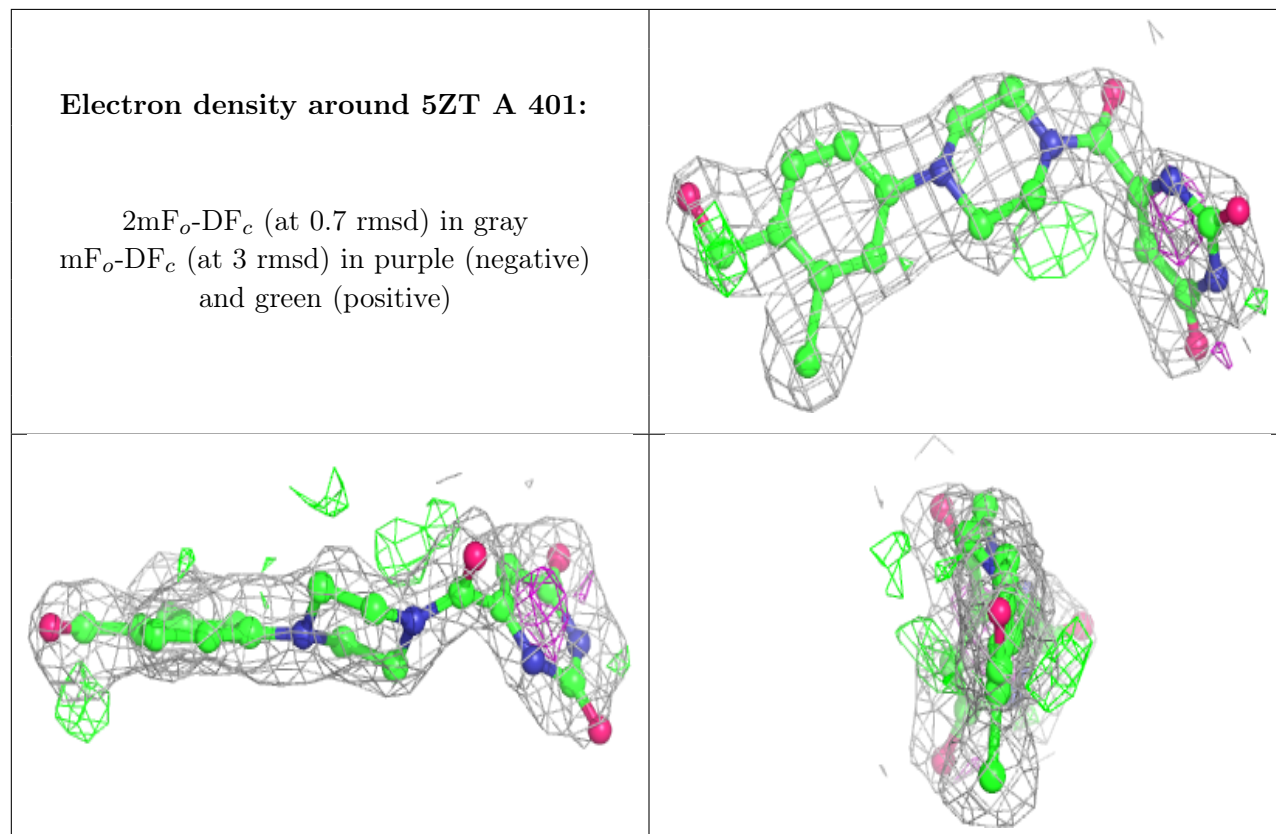 Electron density around 5ZT A 401:
2mFₒ-DF𝒸 (at 0.7 rmsd) in gray
mFₒ-DF𝒸 (at 3 rmsd) in purple (negative)
and green (positive)